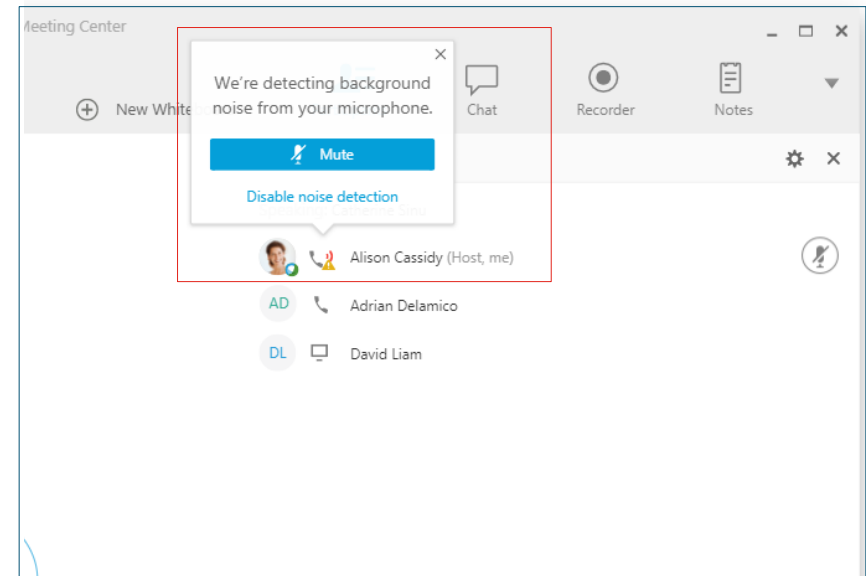 Meeting Center
We're detecting background
noise from your microphone.
Mute
Disable noise detection
New White
Chat
Recorder
Notes
Alison Cassidy (Host, me)
AD
Adrian Delamico
DL
David Liam